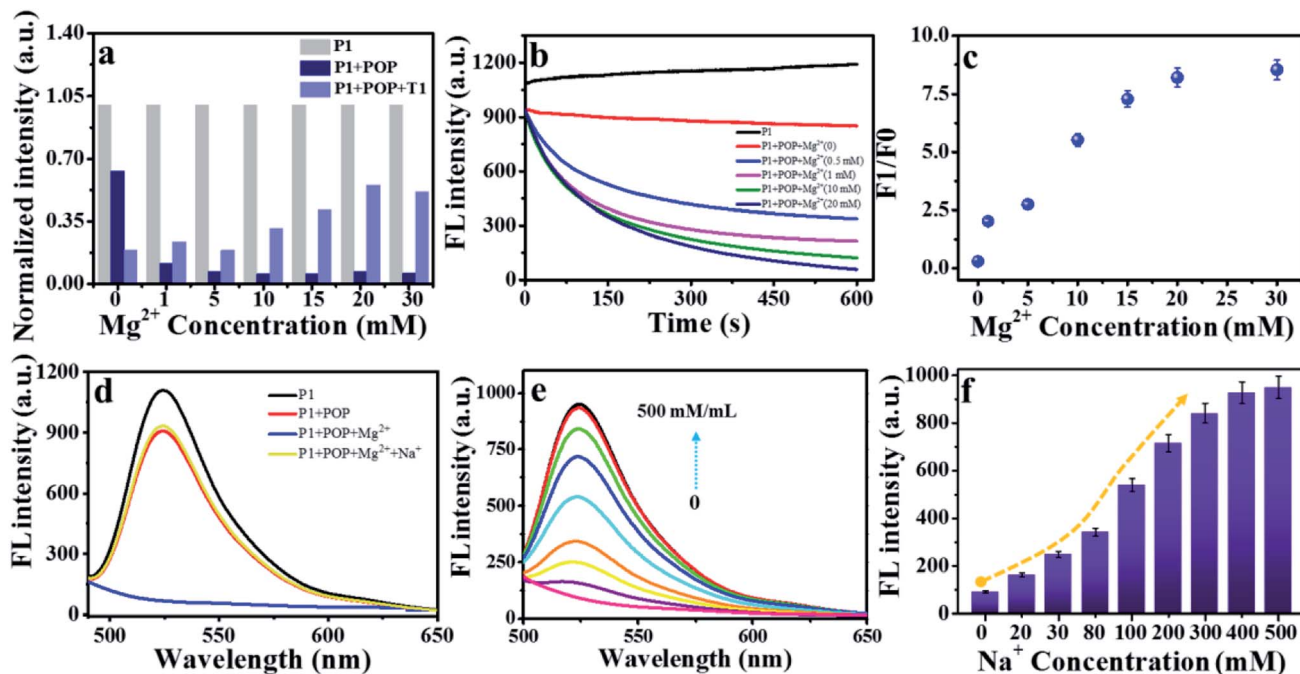 a
Normalized intensity (a.u.)
1.40
1.05
0.70
0.35
0.00
P1
P1+POP
P1+POP+T1
0 1 5 10 15 20 30
Mg²⁺ Concentration (mM)
b
FL intensity (a.u.)
1200
900
600
300
0
P1
P1+POP+Mg²⁺(0)
P1+POP+Mg²⁺(0.5 mM)
P1+POP+Mg²⁺(1 mM)
P1+POP+Mg²⁺(10 mM)
P1+POP+Mg²⁺(20 mM)
0 150 300 450 600
Time (s)
c
F1/F0
10.0
7.5
5.0
2.5
0.0
0 5 10 15 20 30
Mg²⁺ Concentration (mM)
d
FL intensity (a.u.)
1200
900
600
300
0
P1
P1+POP
P1+POP+Mg²⁺
P1+POP+Mg²⁺+Na⁺
500 550 600 650
Wavelength (nm)
e
FL intensity (a.u.)
1000
750
500
250
0
500 mM/mL
0
500 550 600 650
Wavelength (nm)
f
FL intensity (a.u.)
1000
800
600
400
200
0
0 20 30 80 100 200 300 400 500
Na⁺ Concentration (mM)